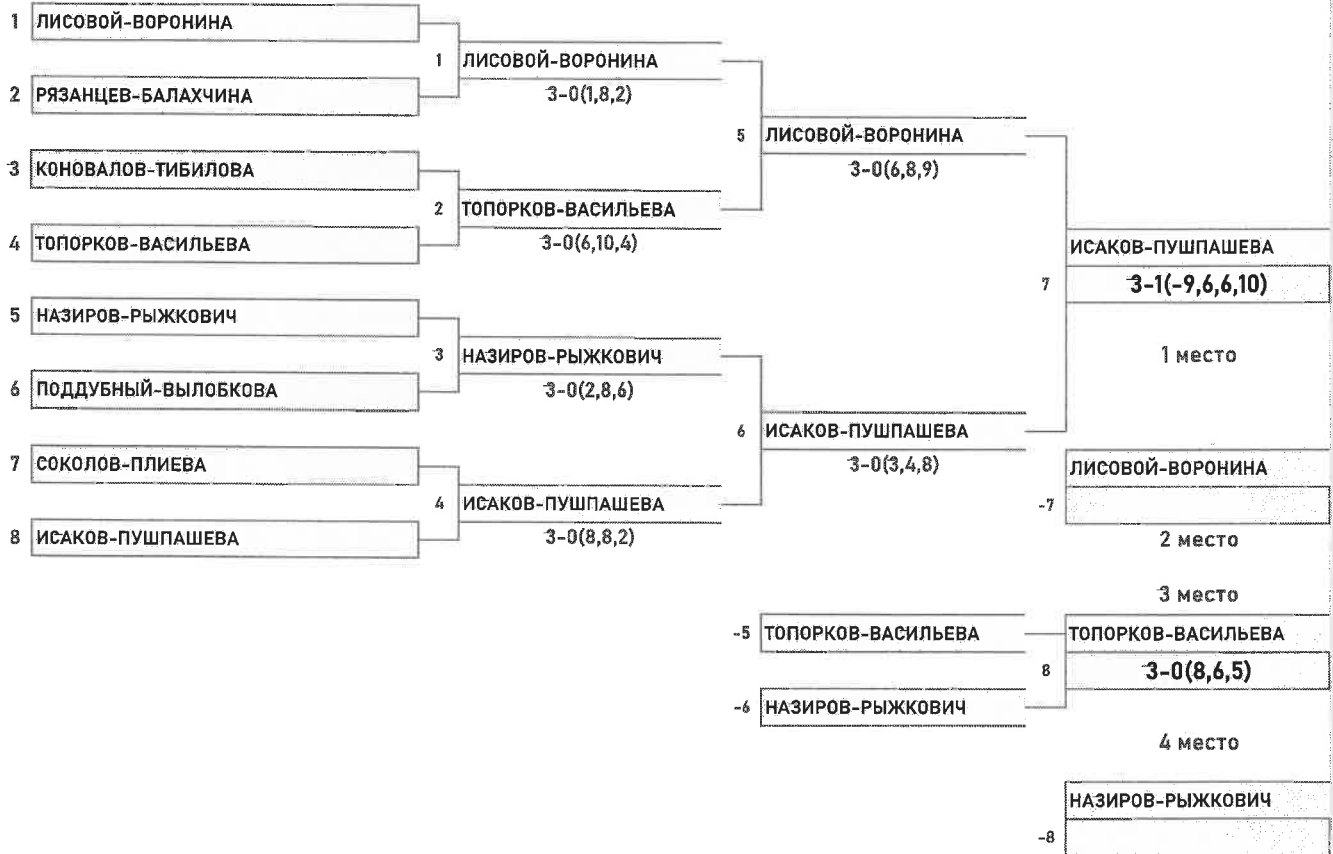 1 ЛИСОВОЙ-ВОРОНИНА
1 ЛИСОВОЙ-ВОРОНИНА
2 РЯЗАНЦЕВ-БАЛАХЧИНА
3-0(1,8,2)
5 ЛИСОВОЙ-ВОРОНИНА
3 КОНОВАЛОВ-ТИБИЛОВА
3-0(6,8,9)
2 ТОПОРКОВ-ВАСИЛЬЕВА
4 ТОПОРКОВ-ВАСИЛЬЕВА
3-0(6,10,4)
ИСАКОВ-ПУШПАШЕВА
7 3-1(-9,6,6,10)
5 НАЗИРОВ-РЫЖКОВИЧ
3 НАЗИРОВ-РЫЖКОВИЧ
1 место
6 ПОДДУБНЫЙ-ВЫЛОБКОВА
3-0(2,8,6)
6 ИСАКОВ-ПУШПАШЕВА
7 СОКОЛОВ-ПЛИЕВА
3-0(3,4,8)
ЛИСОВОЙ-ВОРОНИНА
4 ИСАКОВ-ПУШПАШЕВА
-7
8 ИСАКОВ-ПУШПАШЕВА
3-0(8,8,2)
2 место
3 место
-5 ТОПОРКОВ-ВАСИЛЬЕВА
ТОПОРКОВ-ВАСИЛЬЕВА
8 3-0(8,6,5)
-6 НАЗИРОВ-РЫЖКОВИЧ
4 место
НАЗИРОВ-РЫЖКОВИЧ
-8